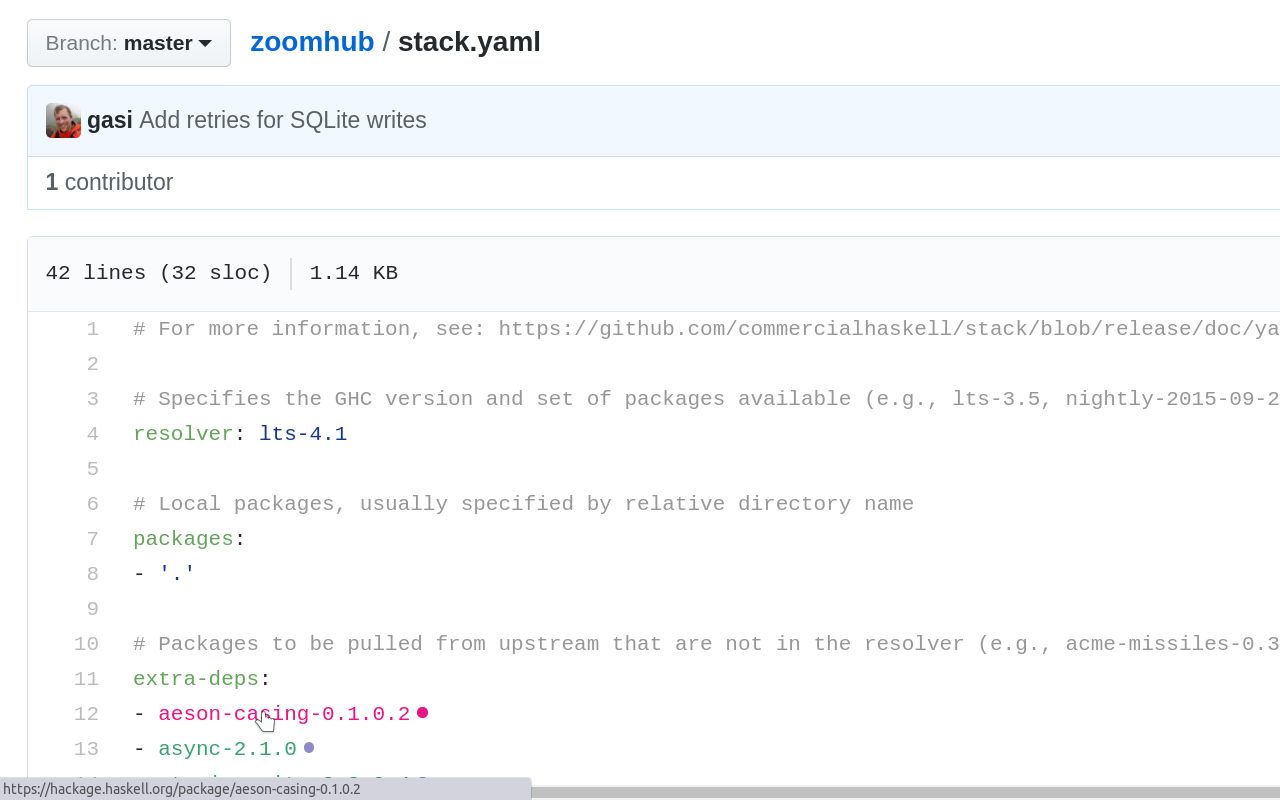 Branch: master
zoomhub / stack.yaml
gasi Add retries for SQLite writes
1 contributor
42 lines (32 sloc) 1.14 KB
1 # For more information, see: https://github.com/commercialhaskell/stack/blob/release/doc/ya
2
3 # Specifies the GHC version and set of packages available (e.g., lts-3.5, nightly-2015-09-2
4 resolver: lts-4.1
5
6 # Local packages, usually specified by relative directory name
7 packages:
8 - '.'
9
10 # Packages to be pulled from upstream that are not in the resolver (e.g., acme-missiles-0.3
11 extra-deps:
12 - aeson-casing-0.1.0.2
13 - async-2.1.0
https://hackage.haskell.org/package/aeson-casing-0.1.0.2